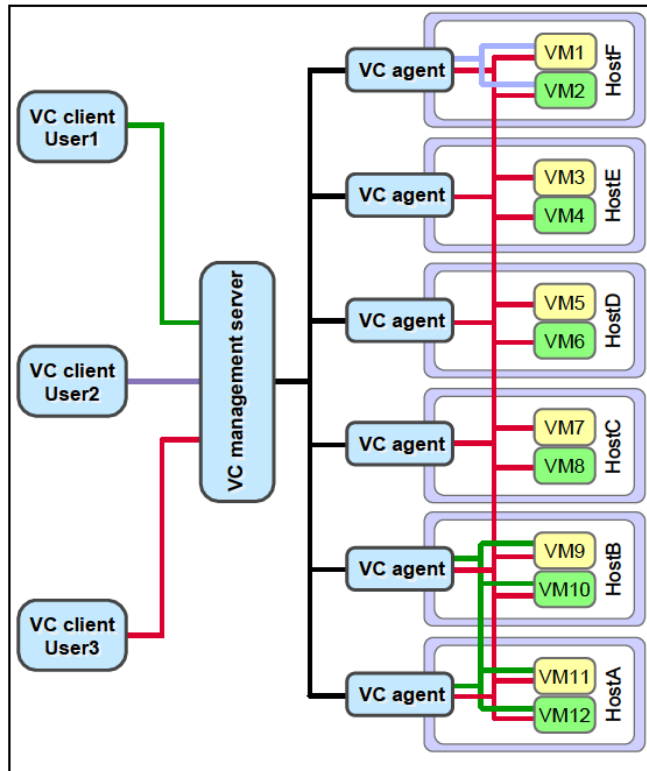 VC client
User1
VC client
User2
VC client
User3
VC management server
VC agent
VM1
VM2
HostF
VC agent
VM3
VM4
HostE
VC agent
VM5
VM6
HostD
VC agent
VM7
VM8
HostC
VC agent
VM9
VM10
HostB
VC agent
VM11
VM12
HostA